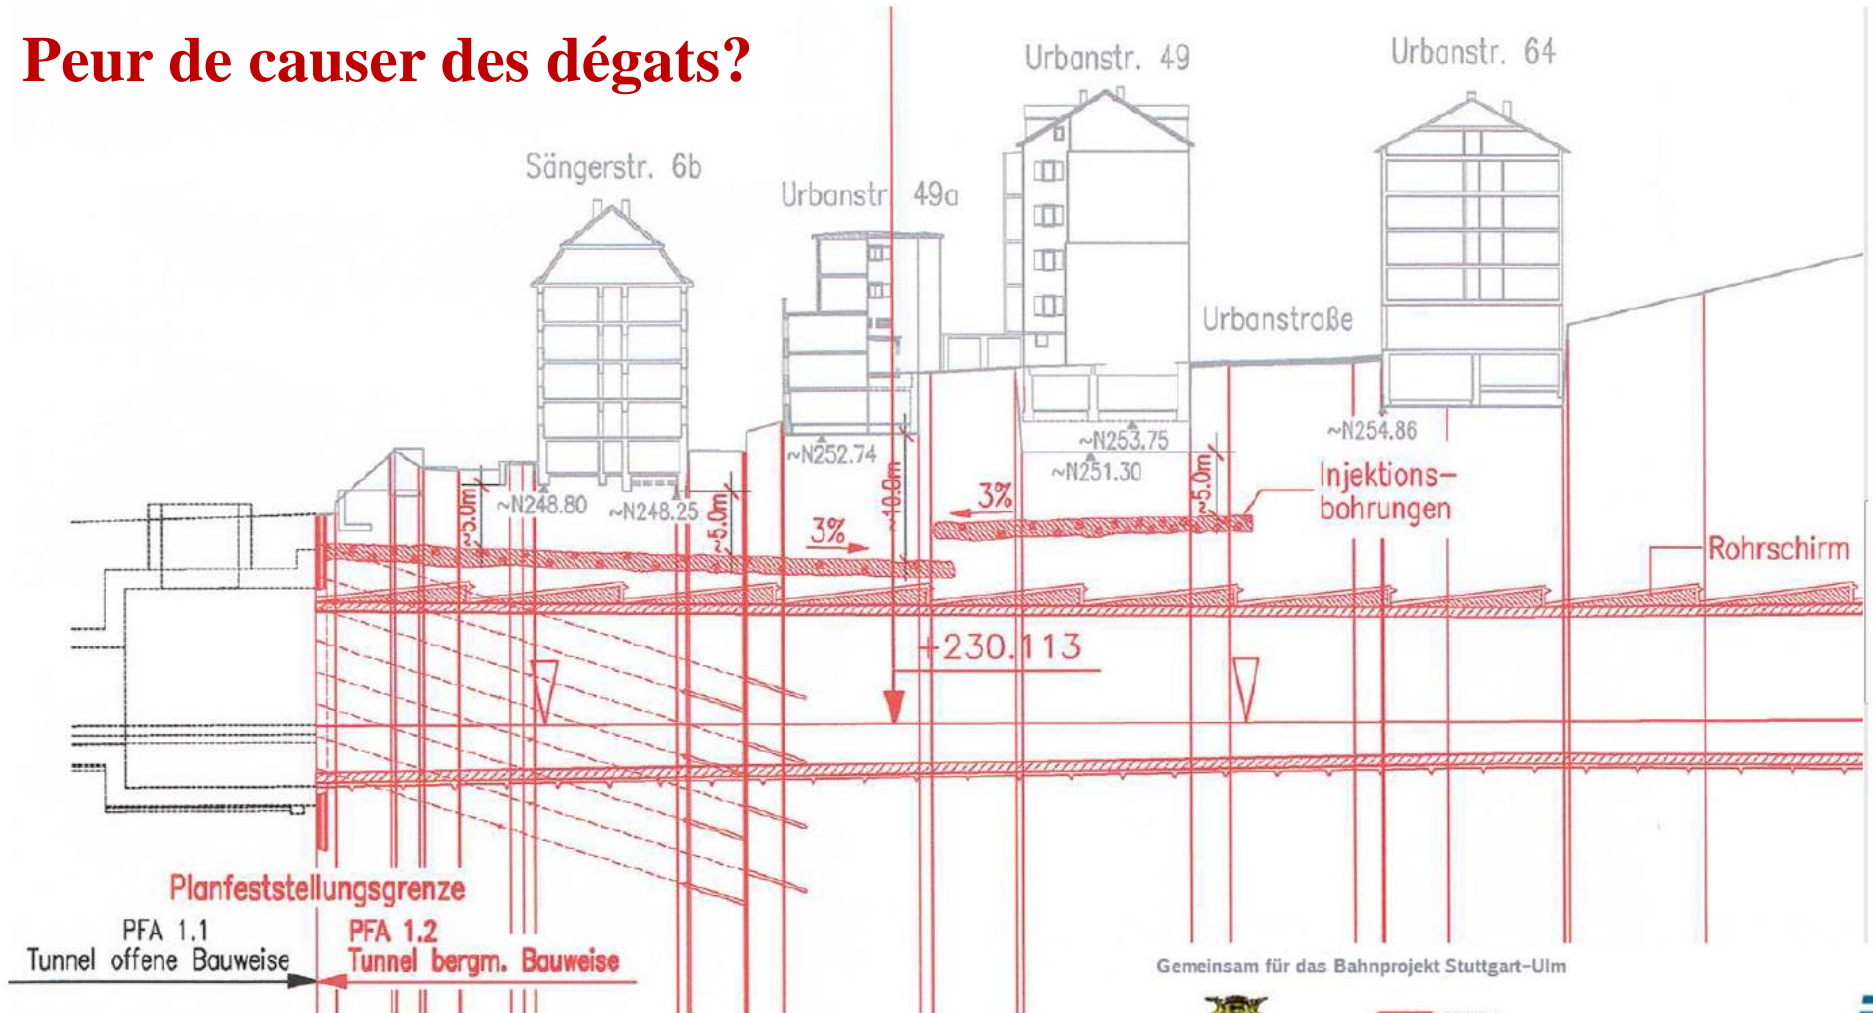 Peur de causer des dégats?
Urbanstr. 49
Urbanstr. 64
Sängerstr. 6b
Urbanstr 49a
Urbanstraße
~N252.74
~N253.75
~N251.30
~N254.86
~N248.80
~N248.25
~5.0m
~5.0m
~10.0m
~5.0m
3%
3%
Injektions-
bohrungen
Rohrschirm
+230.113
Planfeststellungsgrenze
PFA 1.1
Tunnel offene Bauweise
PFA 1.2
Tunnel bergm. Bauweise
Gemeinsam für das Bahnprojekt Stuttgart–Ulm